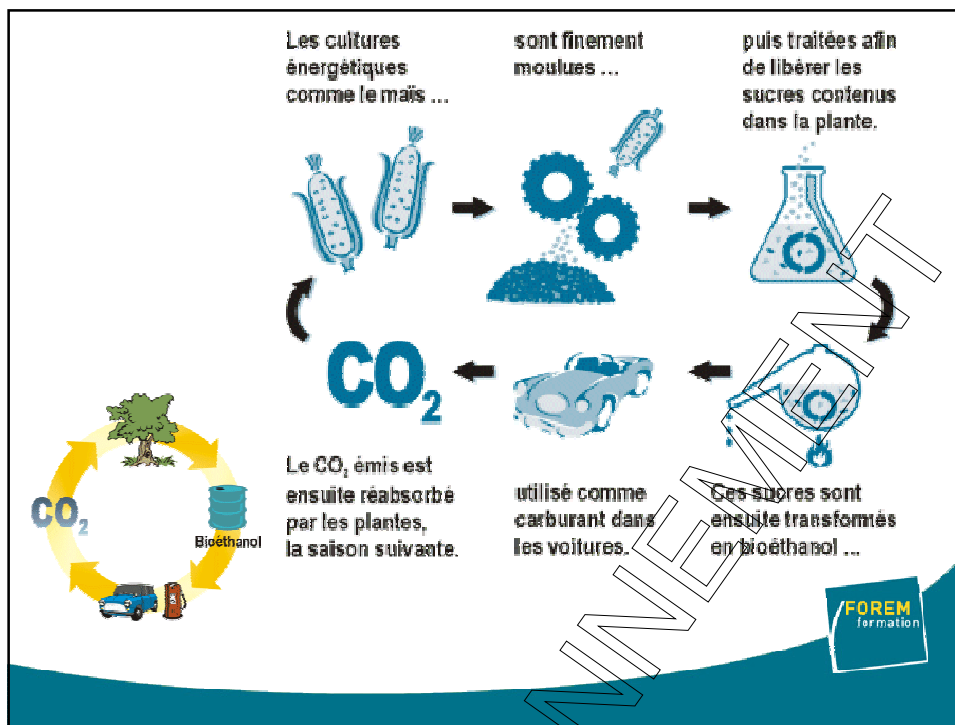 Les cultures
énergétiques
comme le maïs ...
sont finement
moulues ...
puis traitées afin
de libérer les
sucres contenus
dans la plante.
CO₂
Le CO₂ émis est
ensuite réabsorbé
par les plantes,
la saison suivante.
utilisé comme
carburant dans
les voitures.
Ces sucres sont
ensuite transformés
en bioéthanol ...
CO₂
Bioéthanol
FOREM
formation
NNEMENT